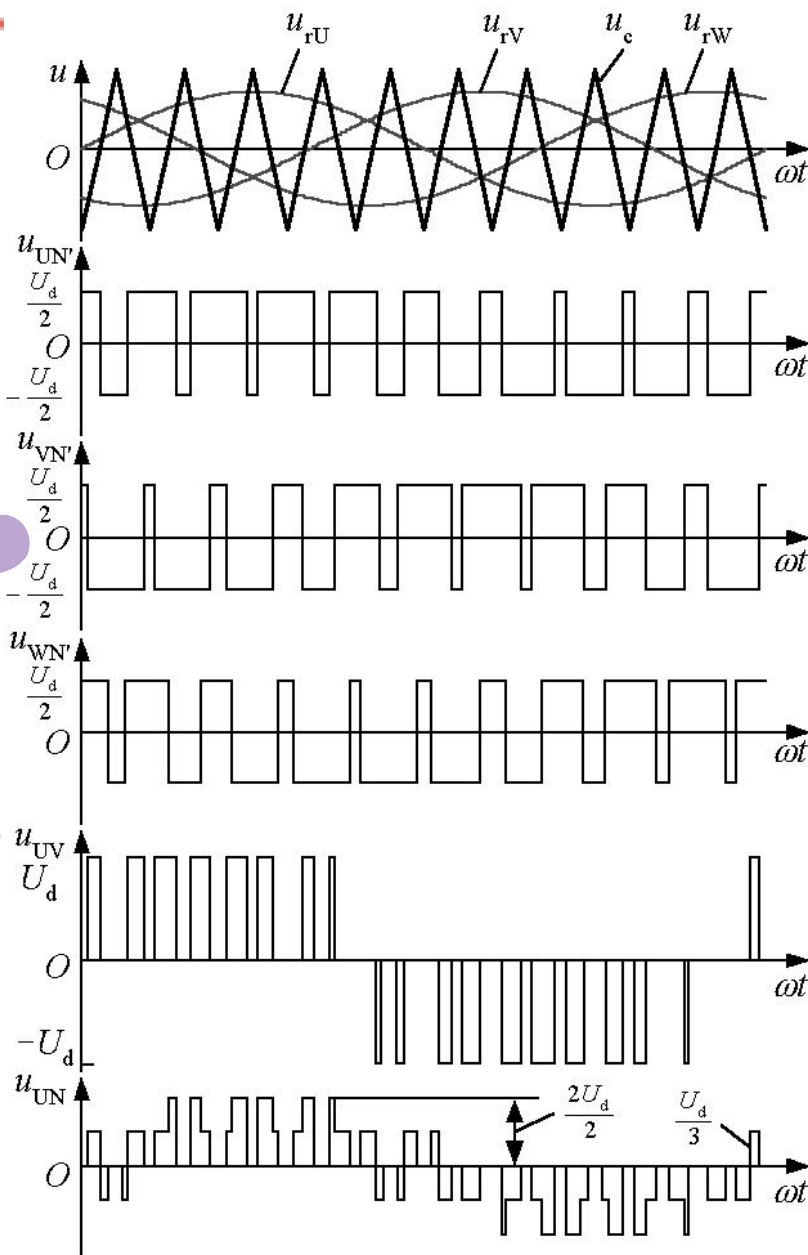 u_rU u_rV u_c u_rW
u
O
ωt
u_UN'
U_d/2
O
-U_d/2
ωt
u_VN'
U_d/2
O
-U_d/2
ωt
u_WN'
U_d/2
O
ωt
u_UV
U_d
O
-U_d
ωt
u_UN
2U_d/2
U_d/3
O
ωt